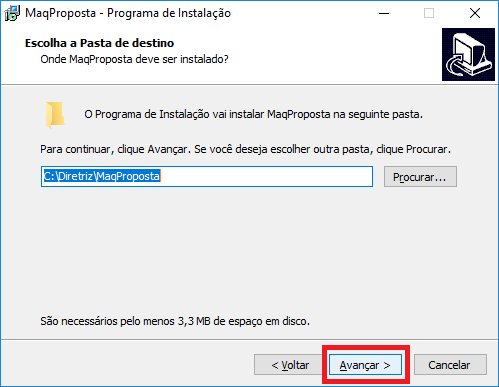 MaqProposta - Programa de Instalação
Escolha a Pasta de destino
Onde MaqProposta deve ser instalado?
O Programa de Instalação vai instalar MaqProposta na seguinte pasta.
Para continuar, clique Avançar. Se você deseja escolher outra pasta, clique Procurar.
C:\Diretriz\MaqProposta
Procurar...
São necessários pelo menos 3,3 MB de espaço em disco.
< Voltar
Avançar >
Cancelar